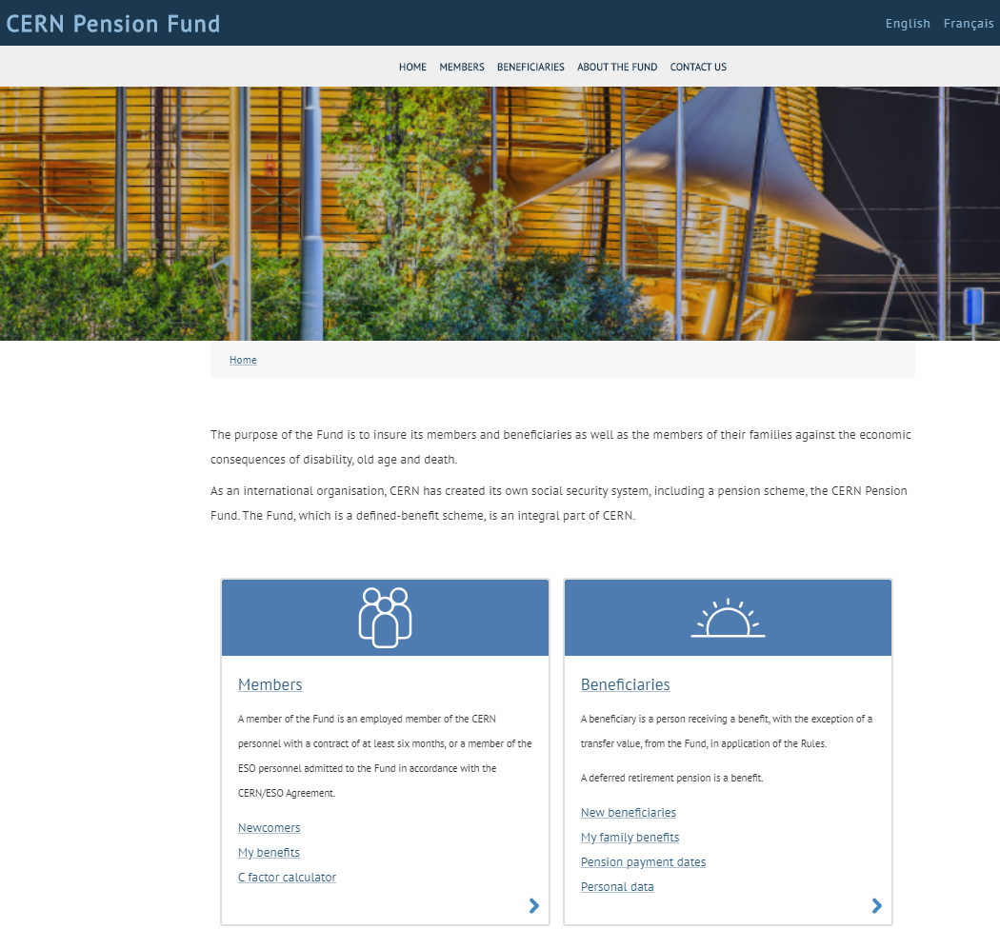 CERN Pension Fund
English Français
HOME MEMBERS BENEFICIARIES ABOUT THE FUND CONTACT US
Home
The purpose of the Fund is to insure its members and beneficiaries as well as the members of their families against the economic
consequences of disability, old age and death.
As an international organisation, CERN has created its own social security system, including a pension scheme, the CERN Pension
Fund. The Fund, which is a defined-benefit scheme, is an integral part of CERN.
Members
A member of the Fund is an employed member of the CERN
personnel with a contract of at least six months, or a member of the
ESO personnel admitted to the Fund in accordance with the
CERN/ESO Agreement.
Newcomers
My benefits
C factor calculator
Beneficiaries
A beneficiary is a person receiving a benefit, with the exception of a
transfer value, from the Fund, in application of the Rules.
A deferred retirement pension is a benefit.
New beneficiaries
My family benefits
Pension payment dates
Personal data